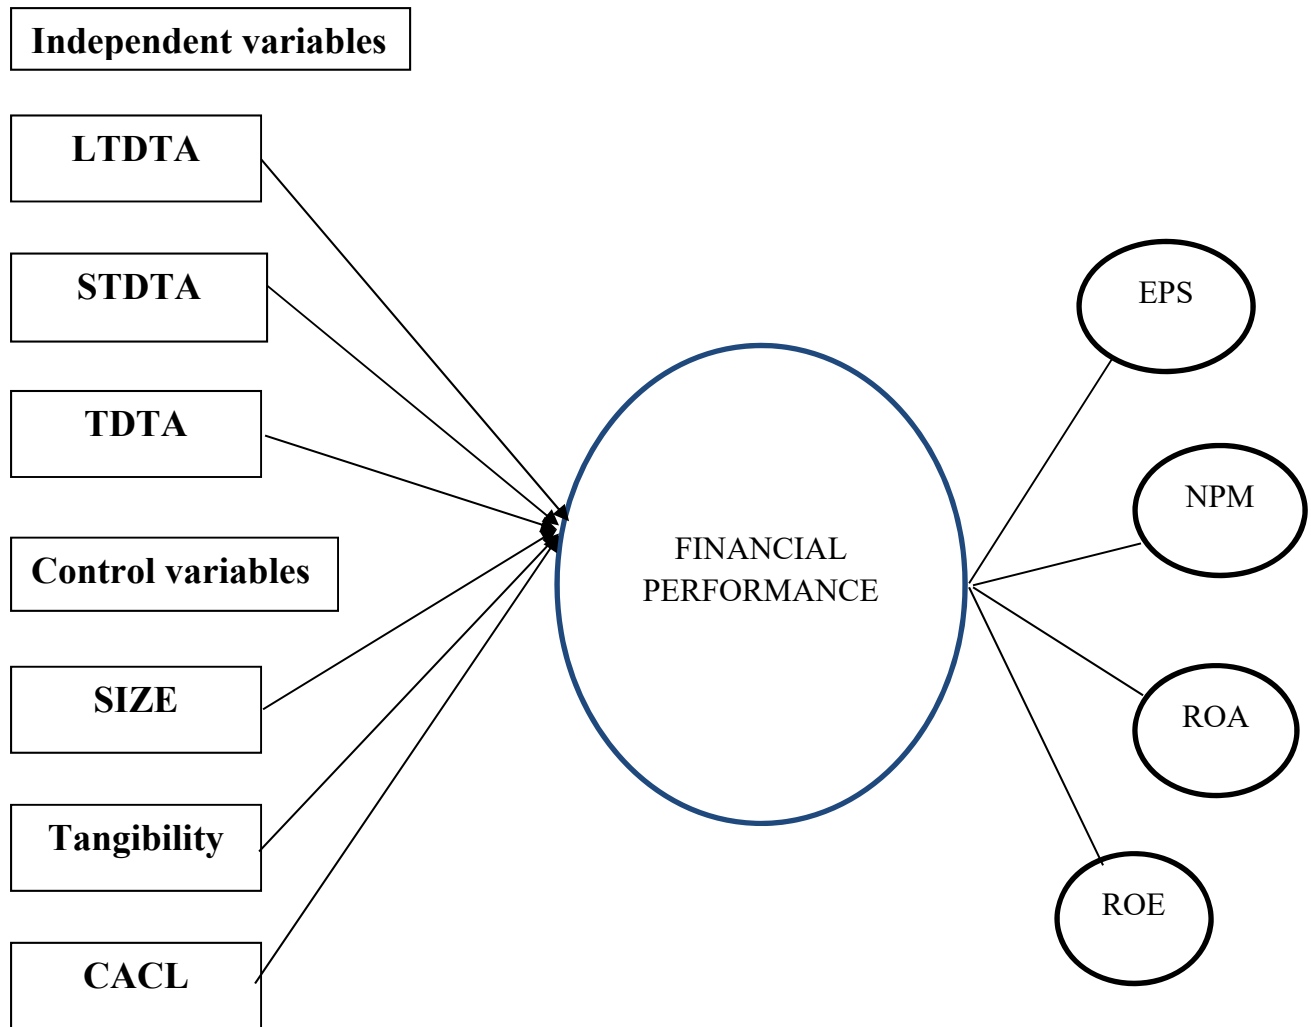 Independent variables
LTDTA
STDTA
TDTA
Control variables
SIZE
Tangibility
CACL
FINANCIAL
PERFORMANCE
EPS
NPM
ROA
ROE